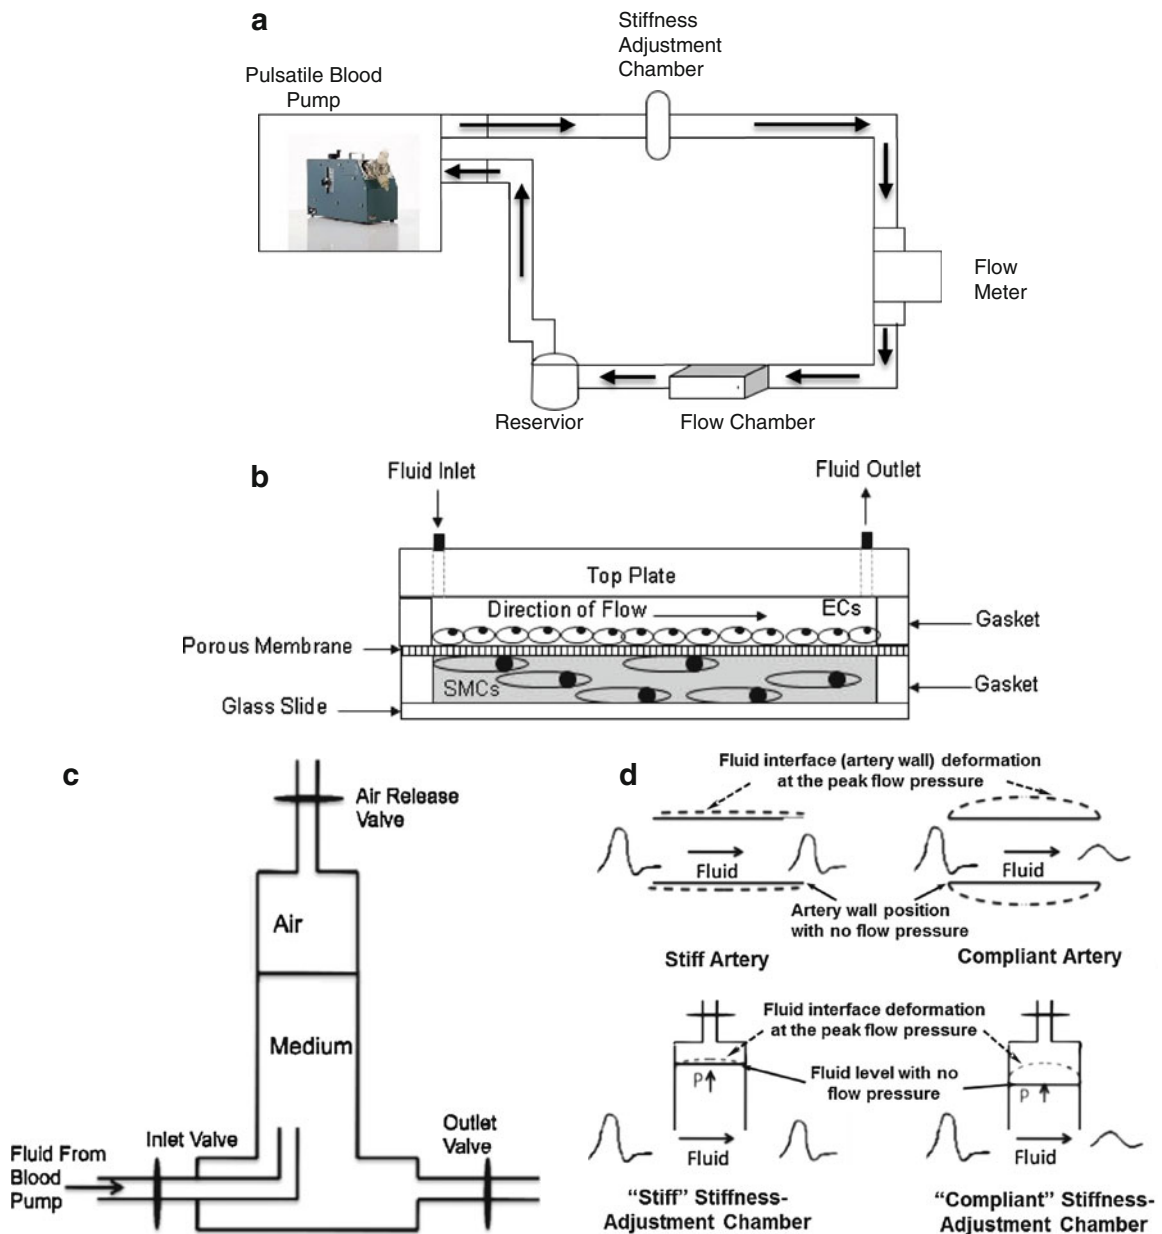 a
Stiffness
Adjustment
Chamber
Pulsatile Blood
Pump
Flow
Meter
Reservior
Flow Chamber
b
Fluid Inlet
Fluid Outlet
Top Plate
Direction of Flow
ECs
Gasket
Porous Membrane
SMCs
Gasket
Glass Slide
c
Air Release
Valve
Air
Medium
Inlet Valve
Outlet
Valve
Fluid From
Blood
Pump
d
Fluid interface (artery wall) deformation
at the peak flow pressure
Fluid
Fluid
Artery wall position
with no flow pressure
Stiff Artery
Compliant Artery
Fluid interface deformation
at the peak flow pressure
P
Fluid level with no
flow pressure
P
Fluid
Fluid
“Stiff” Stiffness-
Adjustment Chamber
“Compliant” Stiffness-
Adjustment Chamber